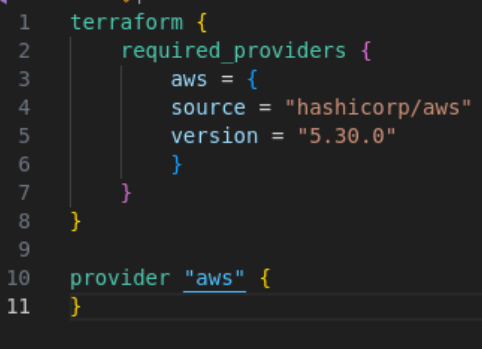 1 terraform {
2 required_providers {
3 aws = {
4 source = "hashicorp/aws"
5 version = "5.30.0"
6 }
7 }
8 }
9
10 provider "aws" {
11 }